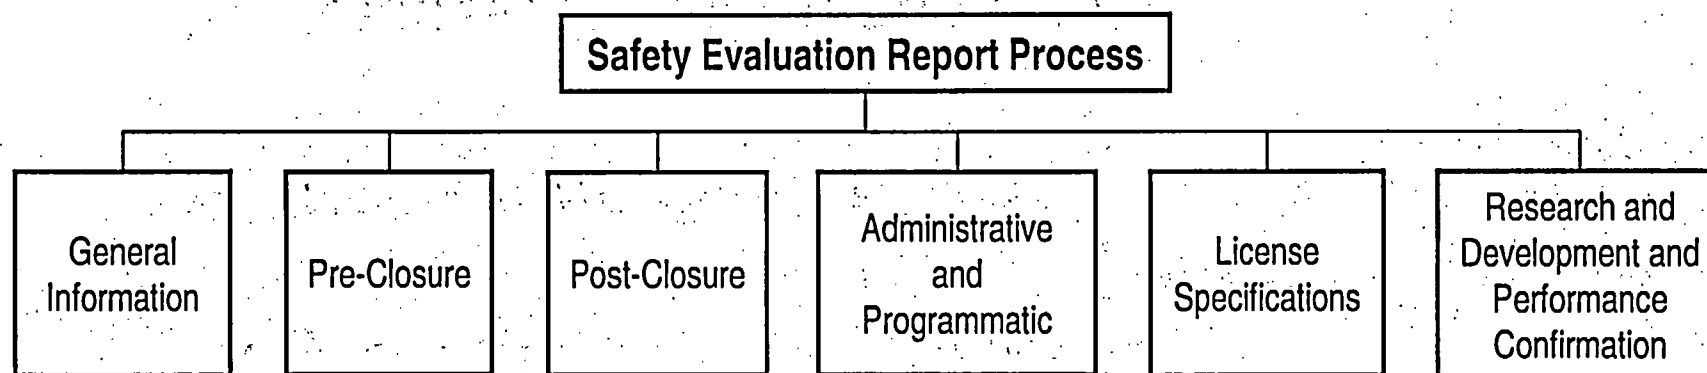 Safety Evaluation Report Process
General
Information
Pre-Closure
Post-Closure
Administrative
and
Programmatic
License
Specifications
Research and
Development and
Performance
Confirmation